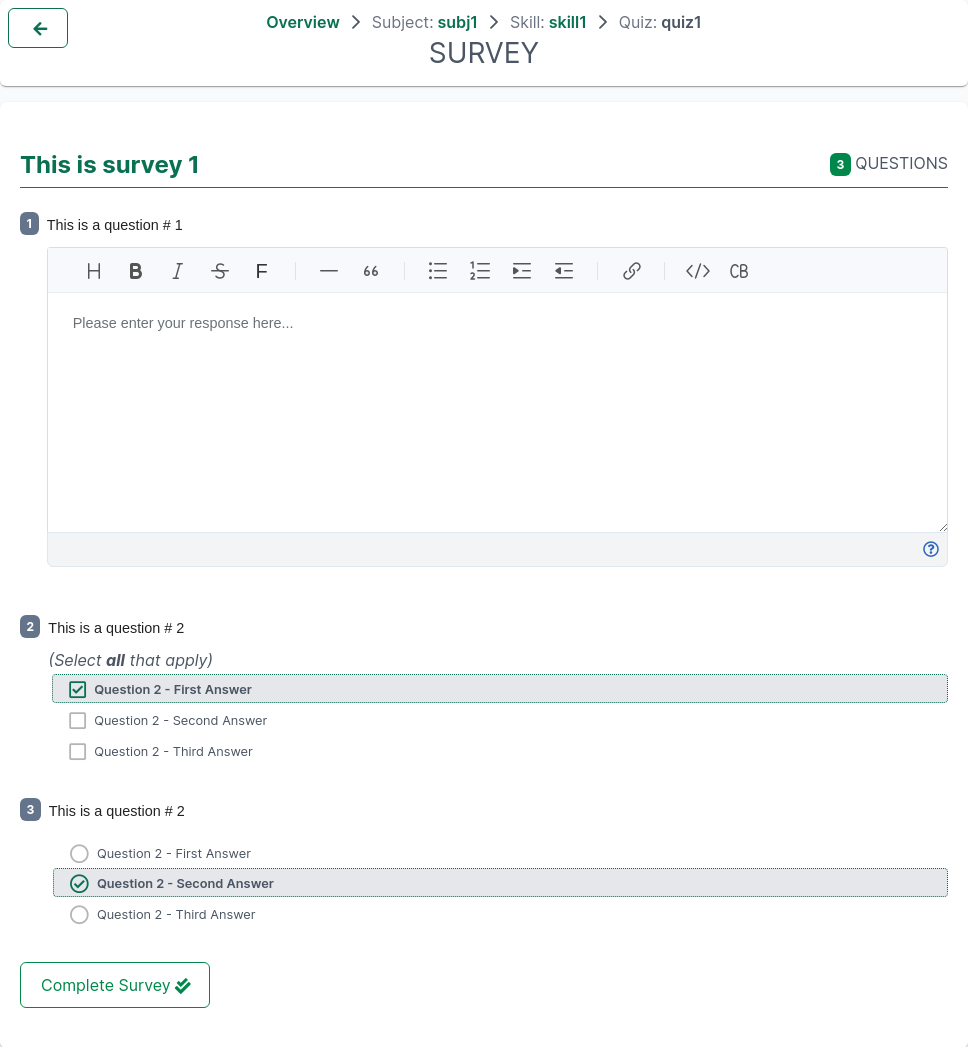 Overview > Subject: subj1 > Skill: skill1 > Quiz: quiz1
SURVEY
This is survey 1
3 QUESTIONS
1 This is a question # 1
H B I S F 66 </> CB
Please enter your response here...
2 This is a question # 2
(Select all that apply)
Question 2 - First Answer
Question 2 - Second Answer
Question 2 - Third Answer
3 This is a question # 2
Question 2 - First Answer
Question 2 - Second Answer
Question 2 - Third Answer
Complete Survey